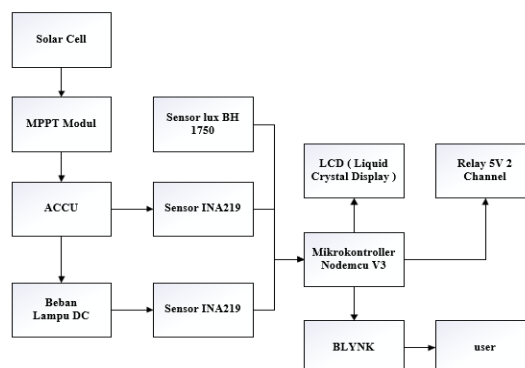 Solar Cell
MPPT Modul
Sensor lux BH
1750
LCD ( Liquid
Crystal Display )
Relay 5V 2
Channel
ACCU
Sensor INA219
Mikrokontroller
Nodemcu V3
Beban
Lampu DC
Sensor INA219
BLYNK
user